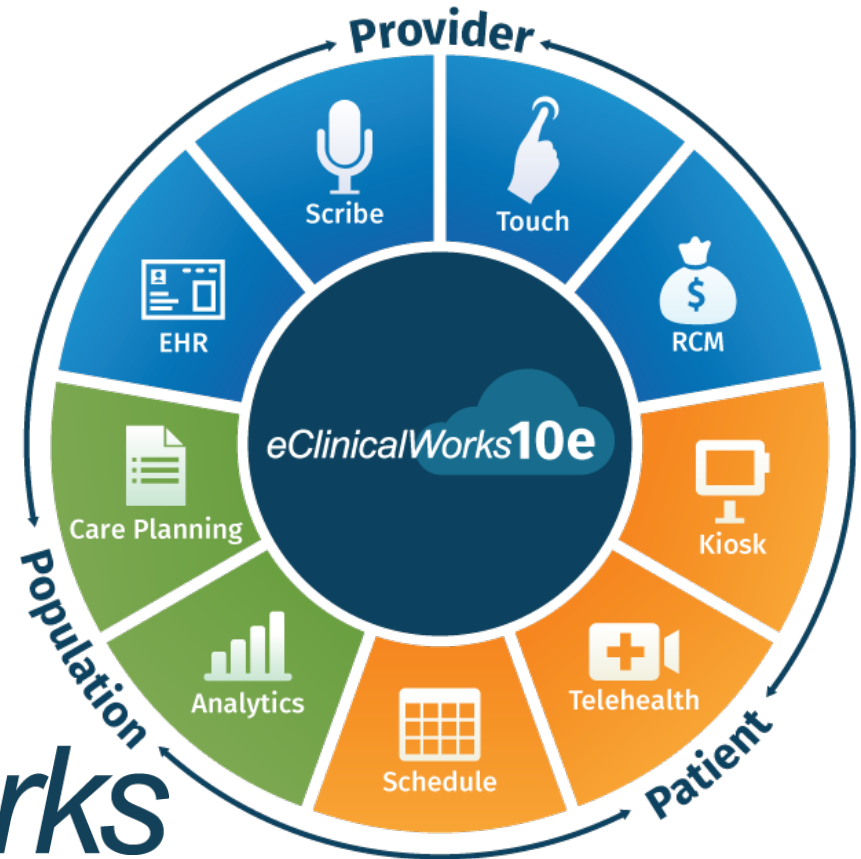 Provider
Scribe
Touch
EHR
$
RCM
eClinicalWorks10e
Care Planning
Kiosk
Population
Analytics
Telehealth
Schedule
Patient
rks